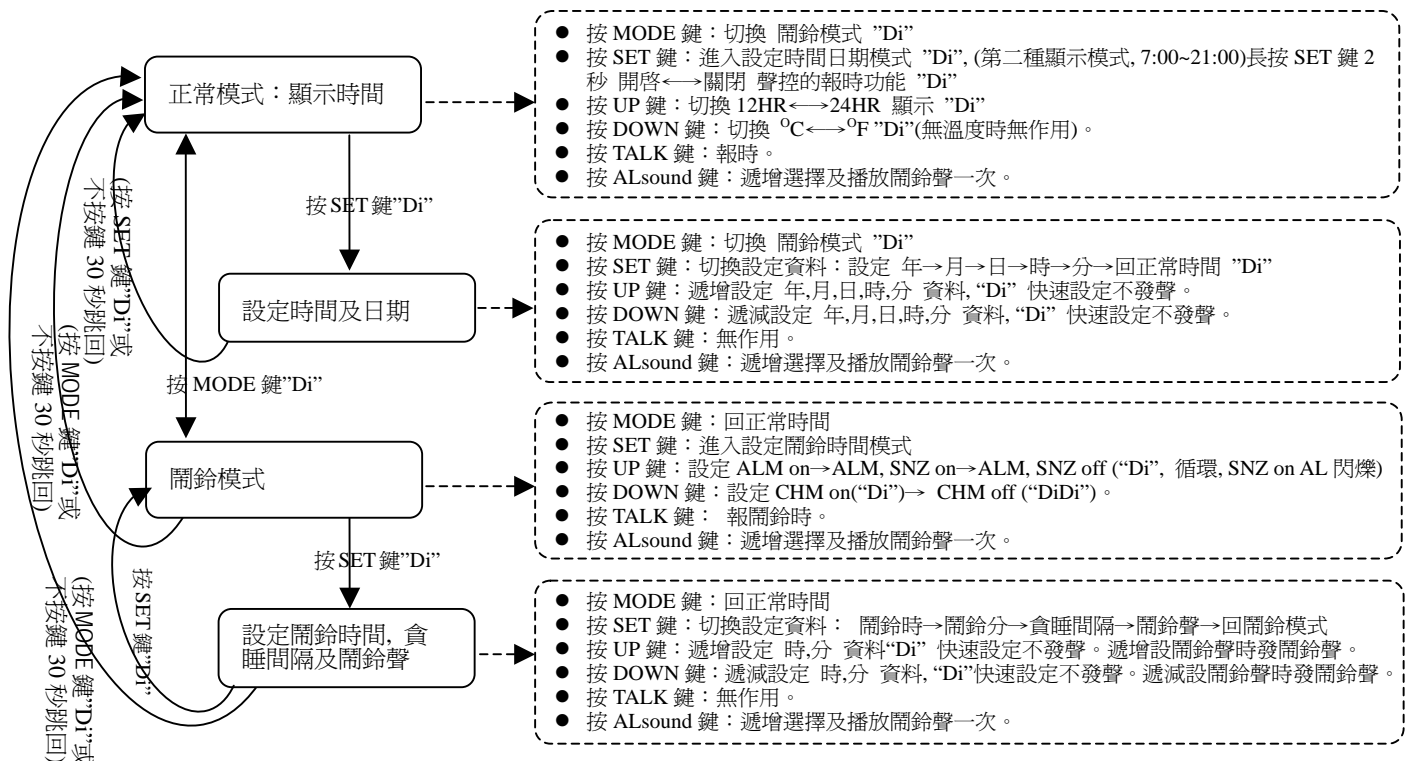 正常模式：顯示時間
● 按 MODE 鍵：切換 鬧鈴模式 ”Di”
● 按 SET 鍵：進入設定時間日期模式 ”Di”, (第二種顯示模式, 7:00~21:00)長按 SET 鍵 2
秒 開啓←→關閉 聲控的報時功能 ”Di”
● 按 UP 鍵：切換 12HR←→24HR 顯示 ”Di”
● 按 DOWN 鍵：切換 ᴼC←→ᴼF ”Di”(無溫度時無作用)。
● 按 TALK 鍵：報時。
● 按 ALsound 鍵：遞增選擇及播放鬧鈴聲一次。
按 SET 鍵”Di”
(按 SET 鍵”Di”或
不按鍵 30 秒跳回)
設定時間及日期
● 按 MODE 鍵：切換 鬧鈴模式 ”Di”
● 按 SET 鍵：切換設定資料：設定 年→月→日→時→分→回正常時間 ”Di”
● 按 UP 鍵：遞增設定 年,月,日,時,分 資料, “Di” 快速設定不發聲。
● 按 DOWN 鍵：遞減設定 年,月,日,時,分 資料, “Di” 快速設定不發聲。
● 按 TALK 鍵：無作用。
● 按 ALsound 鍵：遞增選擇及播放鬧鈴聲一次。
按 MODE 鍵”Di”
(按 MODE 鍵”Di”或
不按鍵 30 秒跳回)
鬧鈴模式
● 按 MODE 鍵：回正常時間
● 按 SET 鍵：進入設定鬧鈴時間模式
● 按 UP 鍵：設定 ALM on→ALM, SNZ on→ALM, SNZ off (“Di”, 循環, SNZ on AL 閃爍)
● 按 DOWN 鍵：設定 CHM on(“Di”)→ CHM off (“DiDi”)。
● 按 TALK 鍵： 報鬧鈴時。
● 按 ALsound 鍵：遞增選擇及播放鬧鈴聲一次。
按 SET 鍵”Di”
按 SET 鍵”Di”
(按 MODE 鍵”Di”或
不按鍵 30 秒跳回)
設定鬧鈴時間, 貪
睡間隔及鬧鈴聲
● 按 MODE 鍵：回正常時間
● 按 SET 鍵：切換設定資料： 鬧鈴時→鬧鈴分→貪睡間隔→鬧鈴聲→回鬧鈴模式
● 按 UP 鍵：遞增設定 時,分 資料“Di” 快速設定不發聲。遞增設鬧鈴聲時發鬧鈴聲。
● 按 DOWN 鍵：遞減設定 時,分 資料, “Di”快速設定不發聲。遞減設鬧鈴聲時發鬧鈴聲。
● 按 TALK 鍵：無作用。
● 按 ALsound 鍵：遞增選擇及播放鬧鈴聲一次。